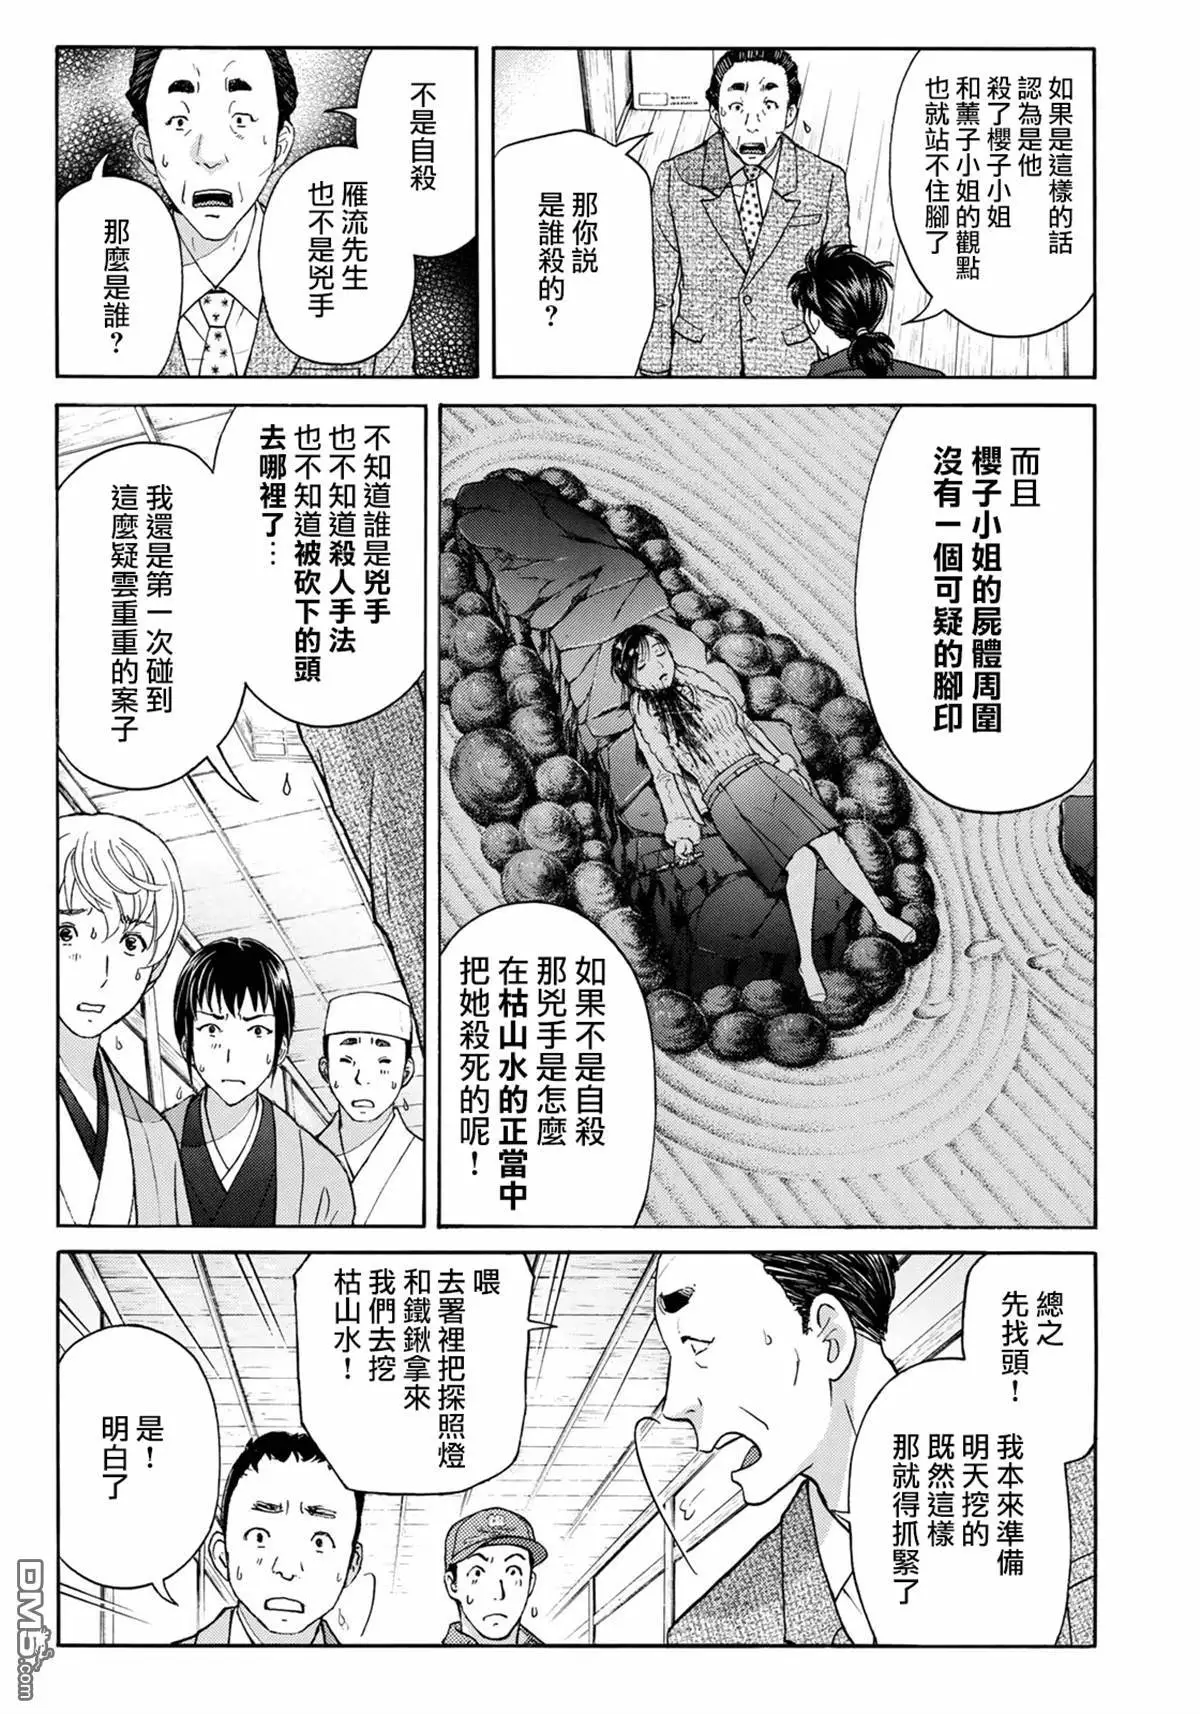 如果是這樣的話
認為是他
殺了櫻子小姐
和薰子小姐的觀點
也就站不住腳了
那你説
是誰殺的?
不是自殺
雁流先生
也不是兇手
那麼是誰?
而且
櫻子小姐的屍體周圍
沒有一個可疑的腳印
如果不是自殺
那兇手是怎麼
在枯山水的正當中
把她殺死的呢!
不知道誰是兇手
也不知道殺人手法
也不知道被砍下的頭
去哪裡了…
我還是第一次碰到
這麼疑雲重重的案子
總之
先找頭!
我本來準備
明天挖的
既然這樣
那就得抓緊了
喂
去署裡把探照燈
和鐵鍬拿來
我們去挖
枯山水!
是!
明白了
DM5.com